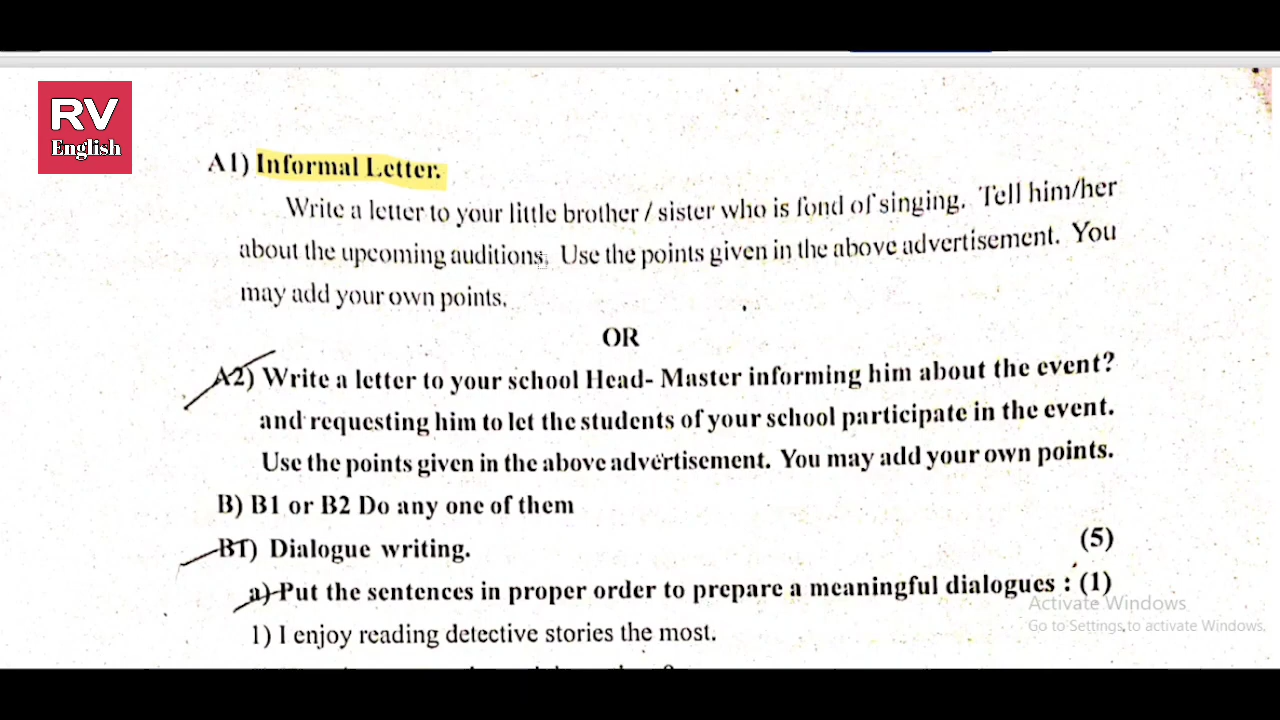 RV
English
A1) Informal Letter.
Write a letter to your little brother / sister who is fond of singing. Tell him/her
about the upcoming auditions. Use the points given in the above advertisement. You
may add your own points.
OR
A2) Write a letter to your school Head- Master informing him about the event?
and requesting him to let the students of your school participate in the event.
Use the points given in the above advertisement. You may add your own points.
B) B1 or B2 Do any one of them
B1) Dialogue writing. (5)
a) Put the sentences in proper order to prepare a meaningful dialogues : (1)
Activate Windows
Go to Settings to activate Windows.
1) I enjoy reading detective stories the most.